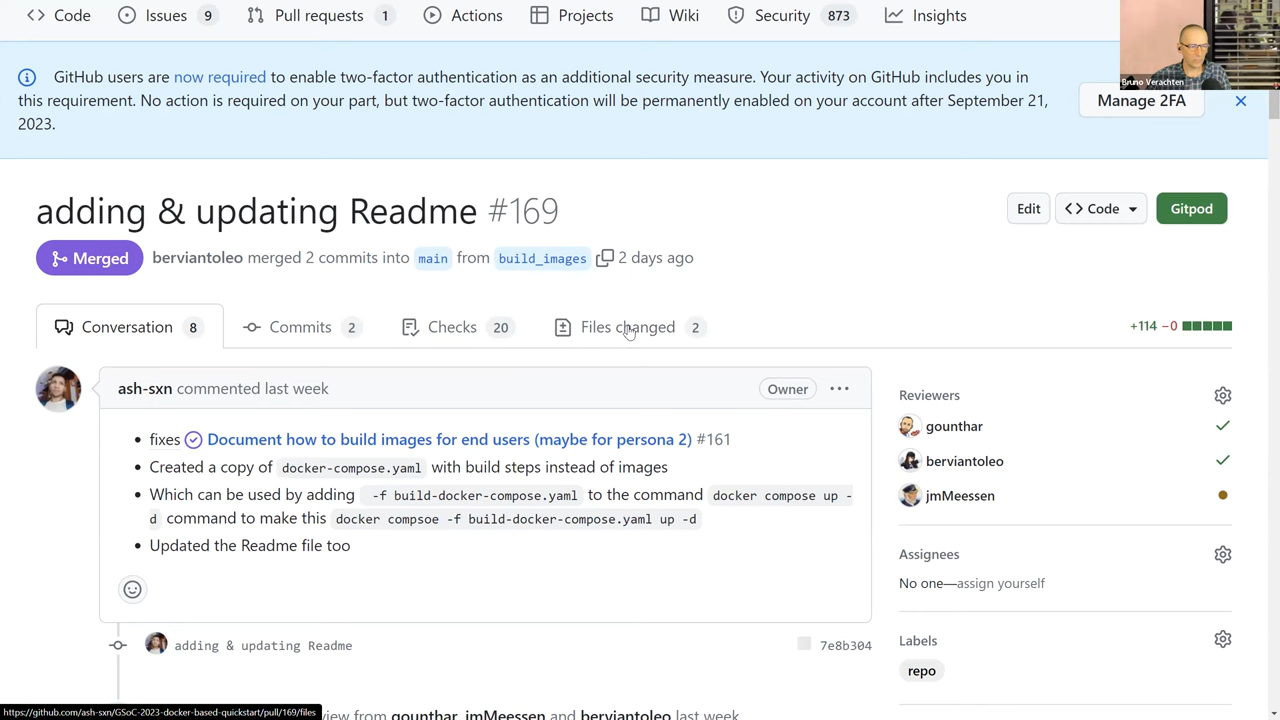 Code Issues 9 Pull requests 1 Actions Projects Wiki Security 873 Insights
GitHub users are now required to enable two-factor authentication as an additional security measure. Your activity on GitHub includes you in
this requirement. No action is required on your part, but two-factor authentication will be permanently enabled on your account after September 21,
2023.
Manage 2FA
Bruno Verachten
adding & updating Readme #169
Edit
Code
Gitpod
Merged
berviantoleo merged 2 commits into main from build_images 2 days ago
Conversation 8
Commits 2
Checks 20
Files changed 2
+114 −0
ash-sxn commented last week
Owner
fixes Document how to build images for end users (maybe for persona 2) #161
Created a copy of docker-compose.yaml with build steps instead of images
Which can be used by adding -f build-docker-compose.yaml to the command docker compose up -
d command to make this docker compsoe -f build-docker-compose.yaml up -d
Updated the Readme file too
adding & updating Readme
7e8b304
view from gounthar, jmMeessen and berviantoleo last week
Reviewers
gounthar
berviantoleo
jmMeessen
Assignees
No one—assign yourself
Labels
repo
https://github.com/ash-sxn/GSoC-2023-docker-based-quickstart/pull/169/files